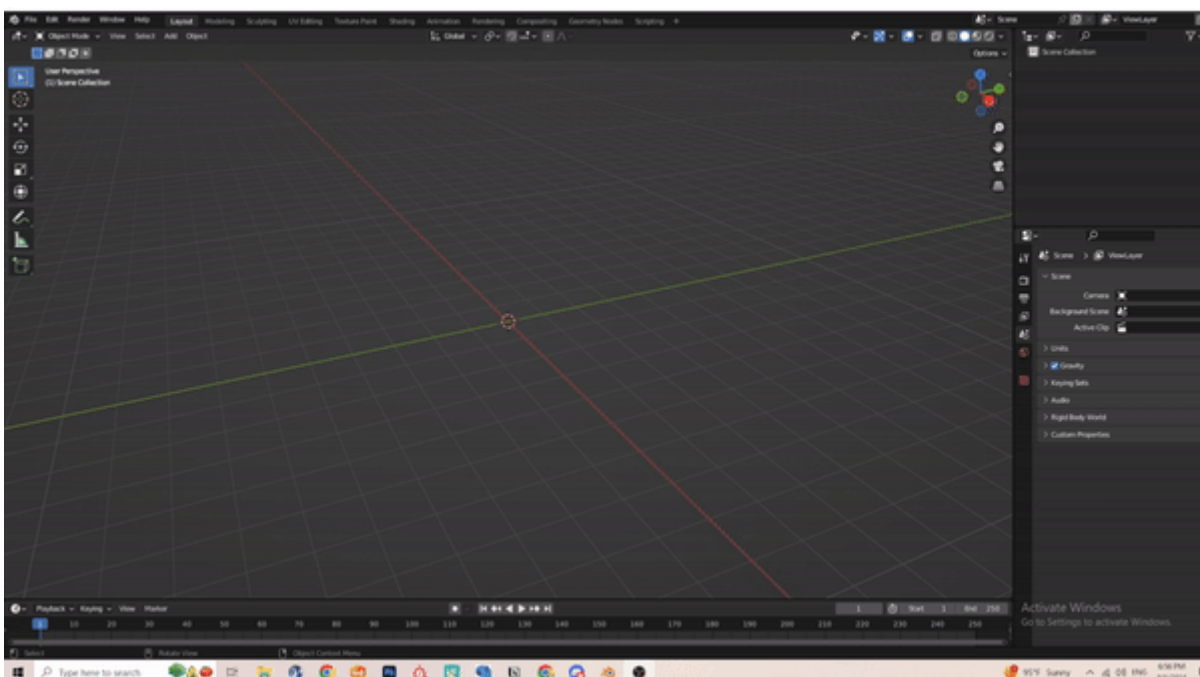 File Edit Render Window Help Layout Modeling Sculpting UV Editing Texture Paint Shading Animation Rendering Compositing Geometry Nodes Scripting + Scene ViewLayer
Object Mode View Select Add Object Global
Options
User Perspective
(1) Scene Collection
Scene Collection
Scene > ViewLayer
Scene
Camera
Background Scene
Active Clip
Units
Gravity
Keying Sets
Audio
Rigid Body World
Custom Properties
Playback Keying View Marker 1 Start 1 End 250
1 10 20 30 40 50 60 70 80 90 100 110 120 130 140 150 160 170 180 190 200 210 220 230 240 250
Activate Windows
Go to Settings to activate Windows.
Select Rotate View Object Context Menu
Type here to search 95°F Sunny ENG 6:56 PM